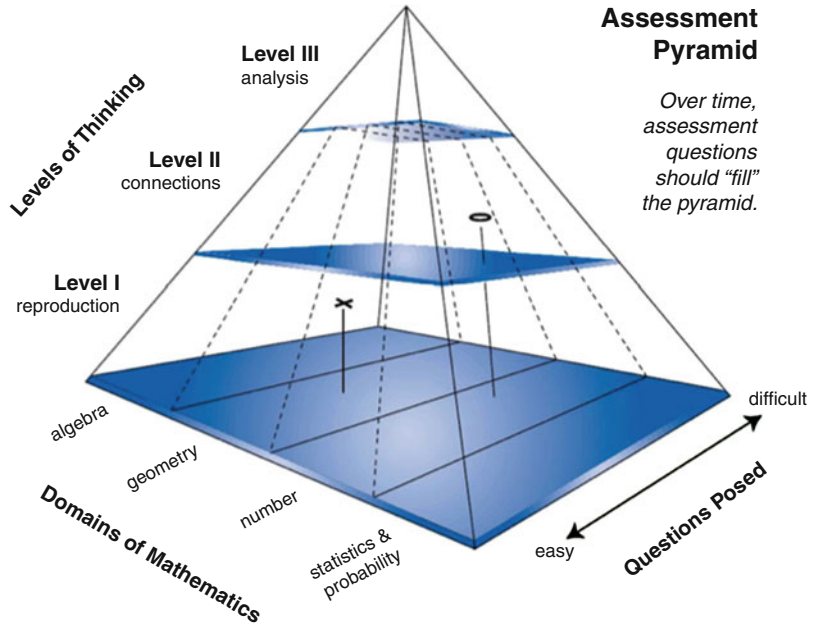 Assessment
Pyramid
Over time,
assessment
questions
should “fill”
the pyramid.
Levels of Thinking
Level III
analysis
Level II
connections
Level I
reproduction
algebra
geometry
number
statistics &
probability
Domains of Mathematics
easy
difficult
Questions Posed